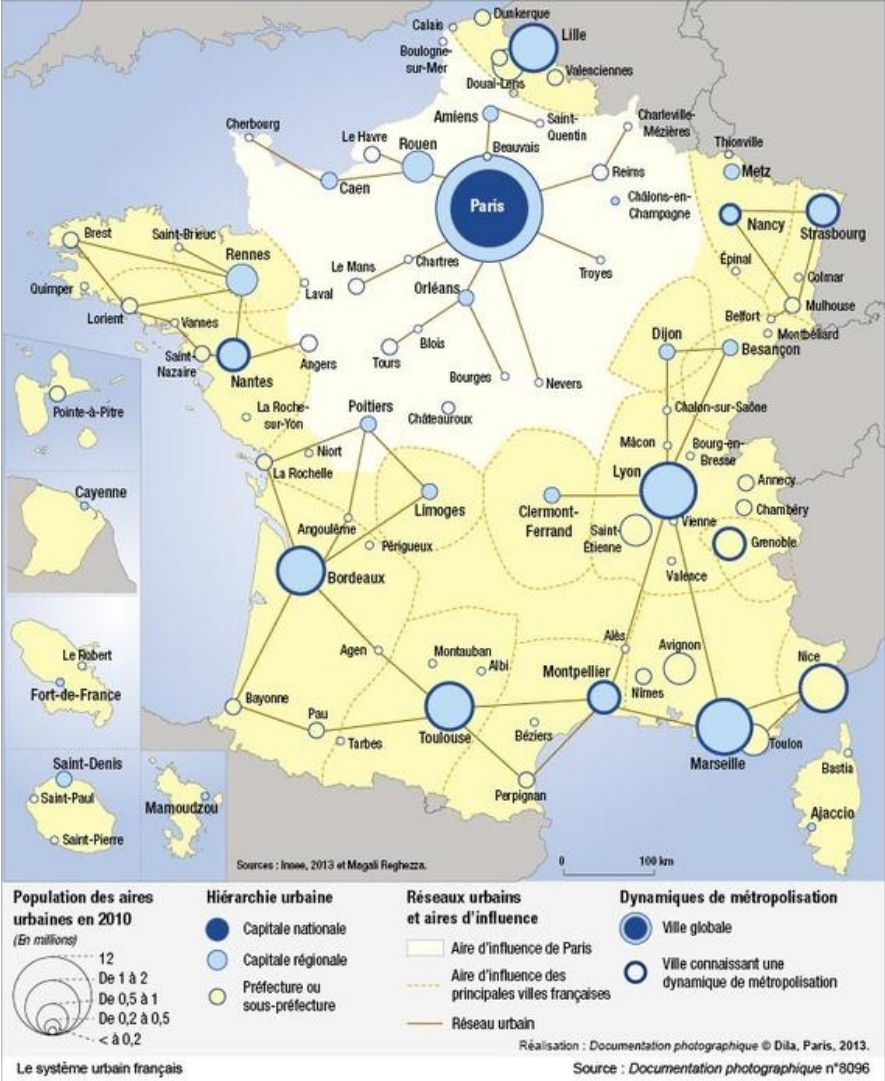 Dunkerque
Calais
Lille
Boulogne-
sur-Mer
Valenciennes
Douai-Lens
Amiens
Saint-
Quentin
Charleville-
Mézières
Cherbourg
Le Havre
Rouen
Beauvais
Thionville
Metz
Reims
Caen
Paris
Châlons-en-
Champagne
Nancy
Strasbourg
Brest
Saint-Brieuc
Rennes
Le Mans
Chartres
Troyes
Épinal
Colmar
Quimper
Laval
Orléans
Lorient
Mulhouse
Vannes
Belfort
Montbéliard
Blois
Dijon
Besançon
Saint-
Nazaire
Nantes
Angers
Tours
Bourges
Nevers
Pointe-à-Pitre
La Roche-
sur-Yon
Poitiers
Châteauroux
Chalon-sur-Saône
Mâcon
Bourg-en-
Bresse
Niort
La Rochelle
Lyon
Annecy
Cayenne
Limoges
Clermont-
Ferrand
Chambéry
Vienne
Angoulême
Saint-
Étienne
Grenoble
Périgueux
Bordeaux
Valence
Le Robert
Fort-de-France
Agen
Montauban
Albi
Alès
Avignon
Nice
Montpellier
Nîmes
Bayonne
Pau
Tarbes
Toulouse
Béziers
Toulon
Marseille
Saint-Denis
Saint-Paul
Saint-Pierre
Mamoudzou
Perpignan
Bastia
Ajaccio
Sources : Insee, 2013 et Magali Reghezza.
0 100 km
Population des aires
urbaines en 2010
(En millions)
12
De 1 à 2
De 0,5 à 1
De 0,2 à 0,5
< à 0,2
Hiérarchie urbaine
Capitale nationale
Capitale régionale
Préfecture ou
sous-préfecture
Réseaux urbains
et aires d'influence
Aire d'influence de Paris
Aire d'influence des
principales villes françaises
Réseau urbain
Dynamiques de métropolisation
Ville globale
Ville connaissant une
dynamique de métropolisation
Réalisation : Documentation photographique © Dila, Paris, 2013.
Le système urbain français
Source : Documentation photographique n°8096